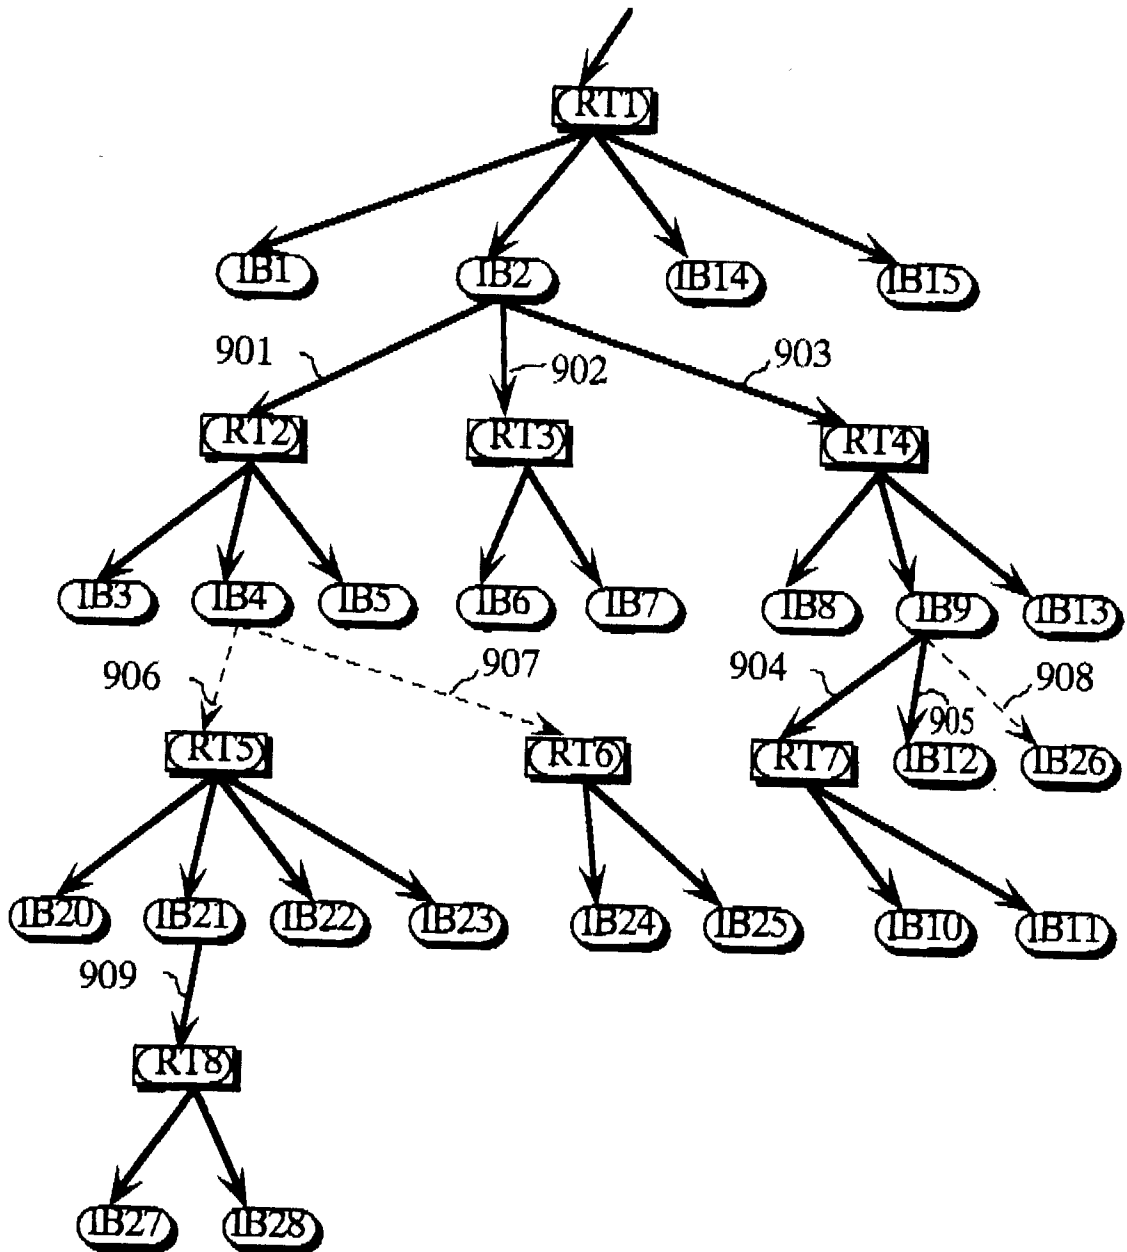 RT1
IB1 IB2 IB14 IB15
901 902 903
RT2 RT3 RT4
IB3 IB4 IB5 IB6 IB7 IB8 IB9 IB13
906 907 904 905 908
RT5 RT6 RT7 IB12 IB26
IB20 IB21 IB22 IB23 IB24 IB25 IB10 IB11
909
RT8
IB27 IB28